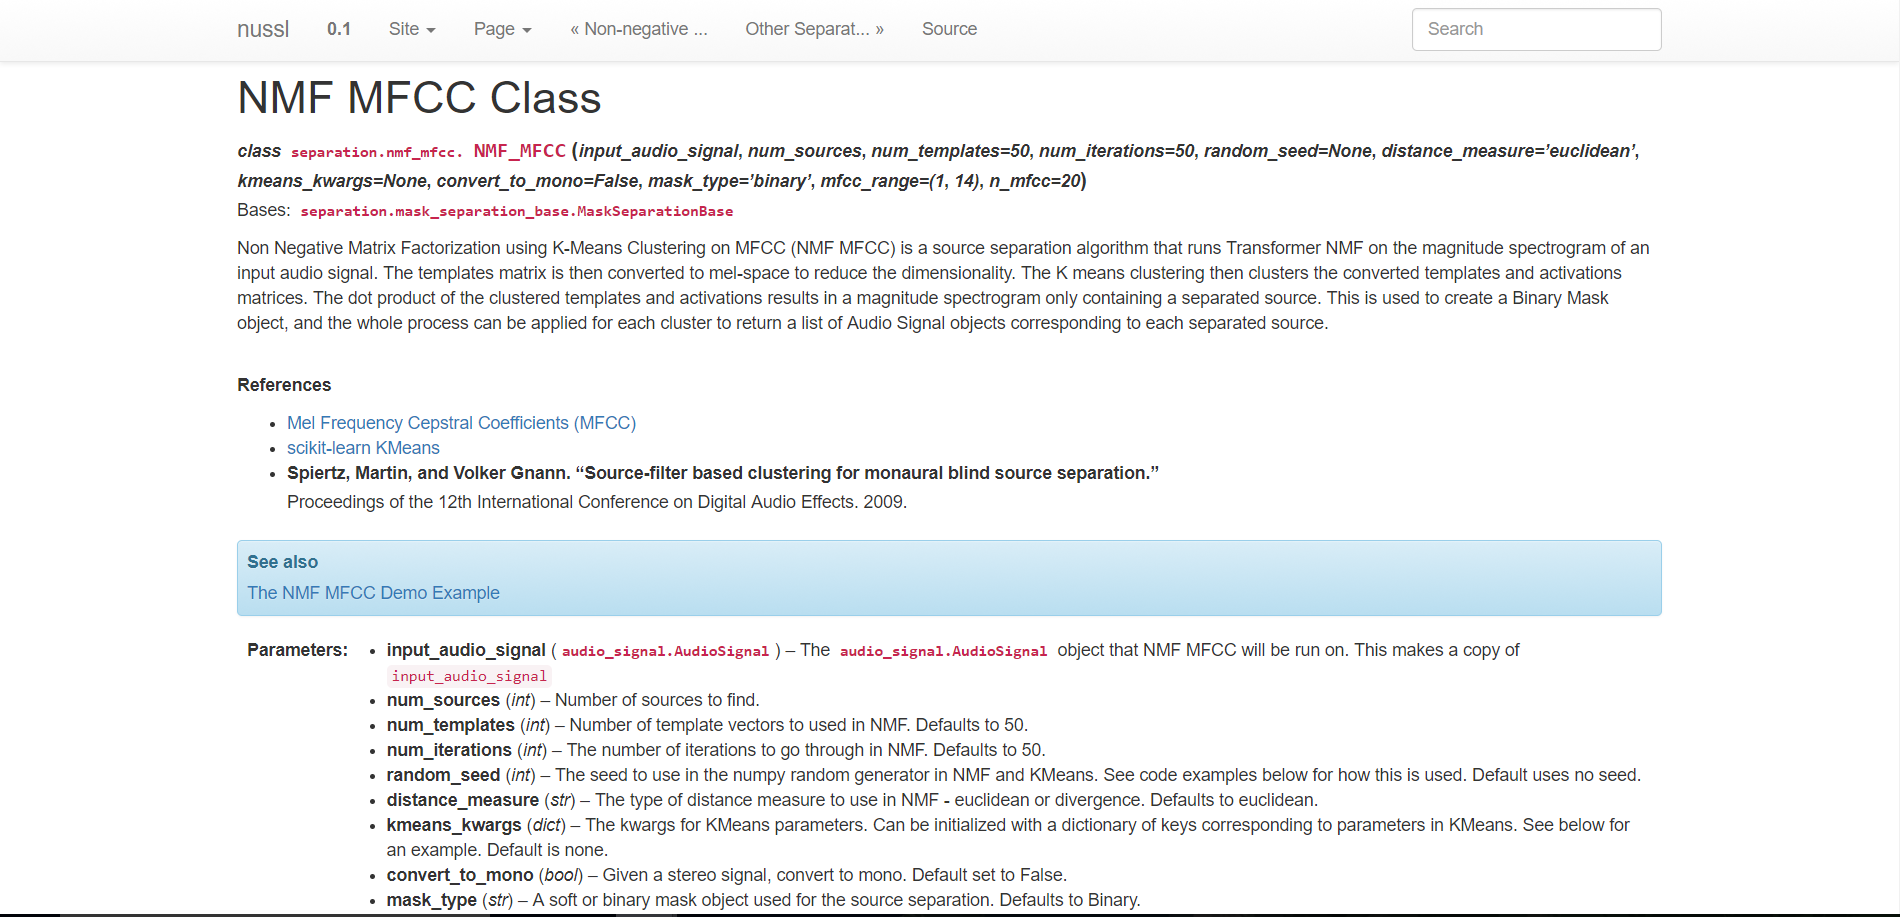 nussl 0.1 Site Page « Non-negative ... Other Separat... » Source Search
NMF MFCC Class
class separation.nmf_mfcc. NMF_MFCC (input_audio_signal, num_sources, num_templates=50, num_iterations=50, random_seed=None, distance_measure=’euclidean’,
kmeans_kwargs=None, convert_to_mono=False, mask_type=’binary’, mfcc_range=(1, 14), n_mfcc=20)
Bases: separation.mask_separation_base.MaskSeparationBase
Non Negative Matrix Factorization using K-Means Clustering on MFCC (NMF MFCC) is a source separation algorithm that runs Transformer NMF on the magnitude spectrogram of an
input audio signal. The templates matrix is then converted to mel-space to reduce the dimensionality. The K means clustering then clusters the converted templates and activations
matrices. The dot product of the clustered templates and activations results in a magnitude spectrogram only containing a separated source. This is used to create a Binary Mask
object, and the whole process can be applied for each cluster to return a list of Audio Signal objects corresponding to each separated source.
References
• Mel Frequency Cepstral Coefficients (MFCC)
• scikit-learn KMeans
• Spiertz, Martin, and Volker Gnann. “Source-filter based clustering for monaural blind source separation.”
Proceedings of the 12th International Conference on Digital Audio Effects. 2009.
See also
The NMF MFCC Demo Example
Parameters: • input_audio_signal ( audio_signal.AudioSignal ) – The audio_signal.AudioSignal object that NMF MFCC will be run on. This makes a copy of
input_audio_signal
• num_sources (int) – Number of sources to find.
• num_templates (int) – Number of template vectors to used in NMF. Defaults to 50.
• num_iterations (int) – The number of iterations to go through in NMF. Defaults to 50.
• random_seed (int) – The seed to use in the numpy random generator in NMF and KMeans. See code examples below for how this is used. Default uses no seed.
• distance_measure (str) – The type of distance measure to use in NMF - euclidean or divergence. Defaults to euclidean.
• kmeans_kwargs (dict) – The kwargs for KMeans parameters. Can be initialized with a dictionary of keys corresponding to parameters in KMeans. See below for
an example. Default is none.
• convert_to_mono (bool) – Given a stereo signal, convert to mono. Default set to False.
• mask_type (str) – A soft or binary mask object used for the source separation. Defaults to Binary.